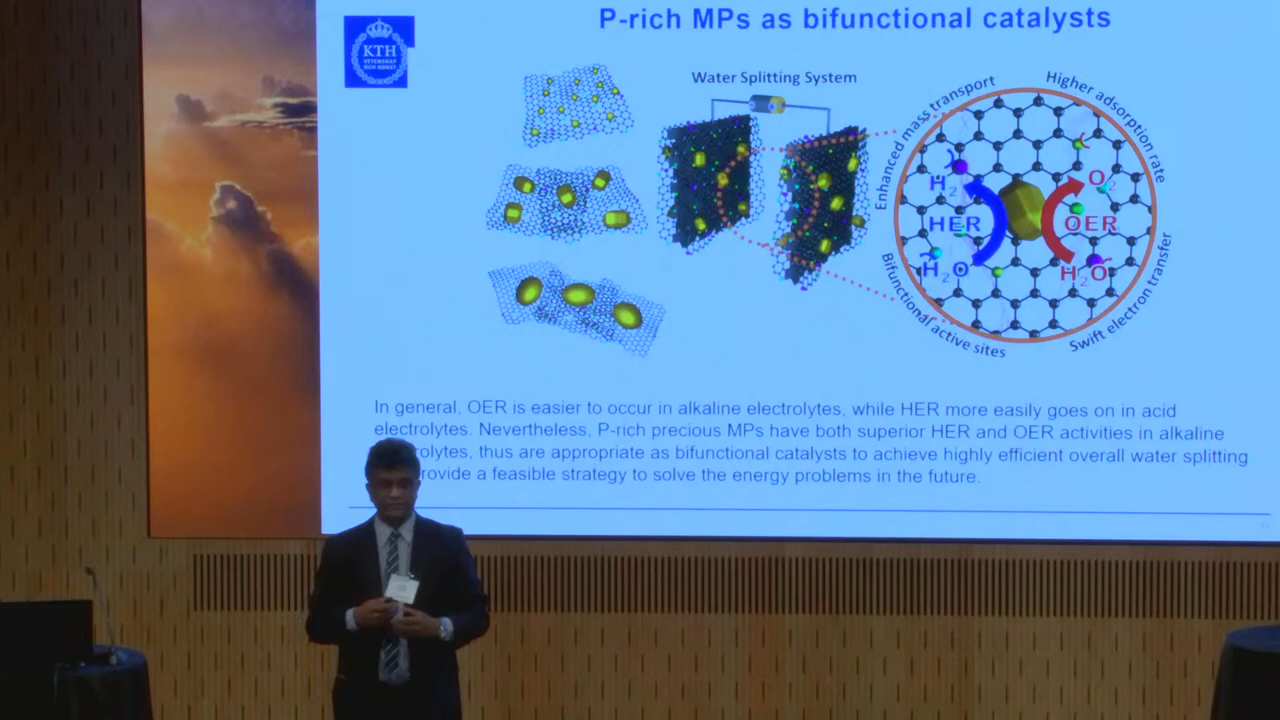 P-rich MPs as bifunctional catalysts
KTH
VETENSKAP
OCH KONST
Water Splitting System
Enhanced mass transport
Higher adsorption rate
H2
O2
HER
OER
H2O
H2O
Bifunctional active sites
Swift electron transfer
In general, OER is easier to occur in alkaline electrolytes, while HER more easily goes on in acid
electrolytes. Nevertheless, P-rich precious MPs have both superior HER and OER activities in alkaline
rolytes, thus are appropriate as bifunctional catalysts to achieve highly efficient overall water splitting
rovide a feasible strategy to solve the energy problems in the future.